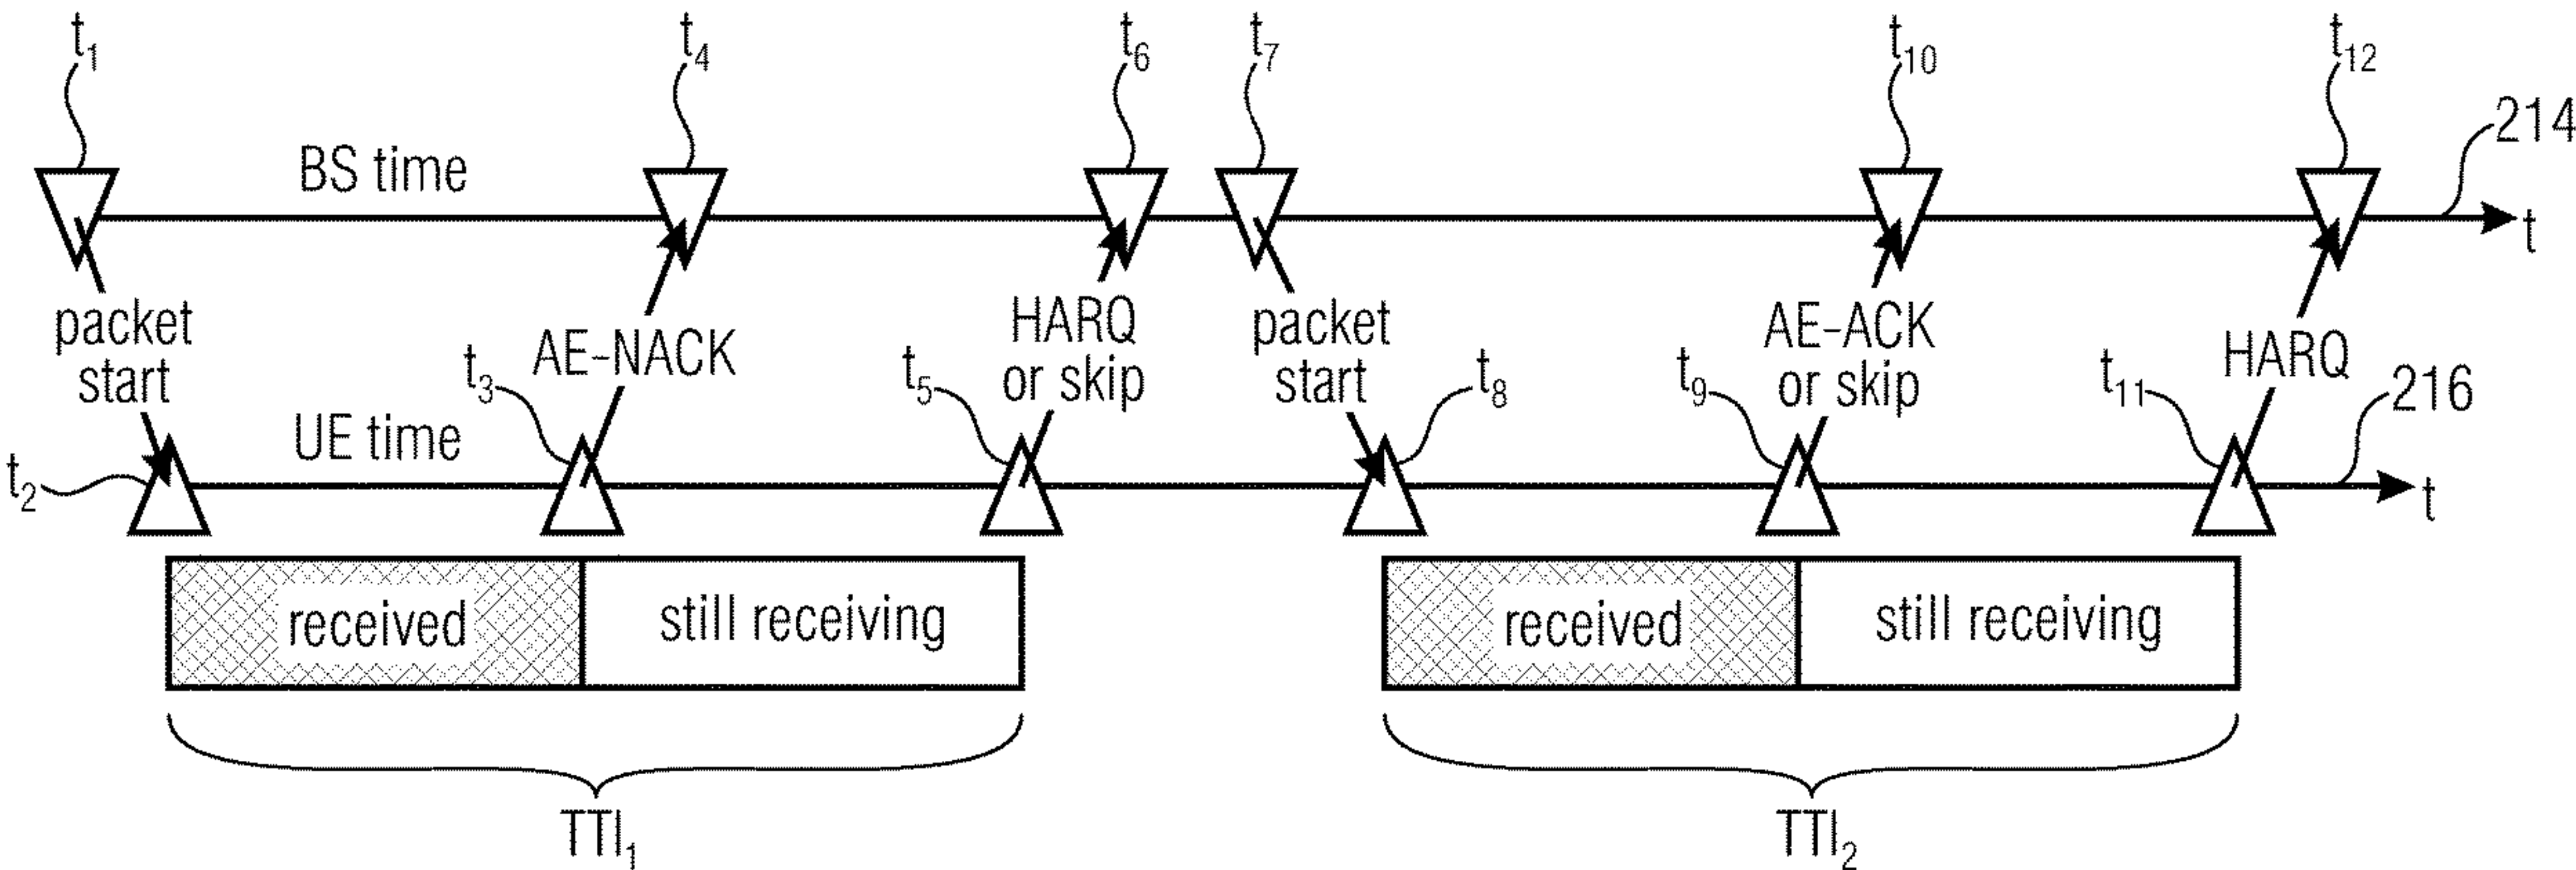 t1 t4 t6 t7 t10 t12
214
BS time
t
packet
start
AE-NACK
HARQ
or skip
packet
start
AE-ACK
or skip
HARQ
t3 t5 t8 t9 t11
216
UE time
t2
t
received
still receiving
received
still receiving
TTI1
TTI2